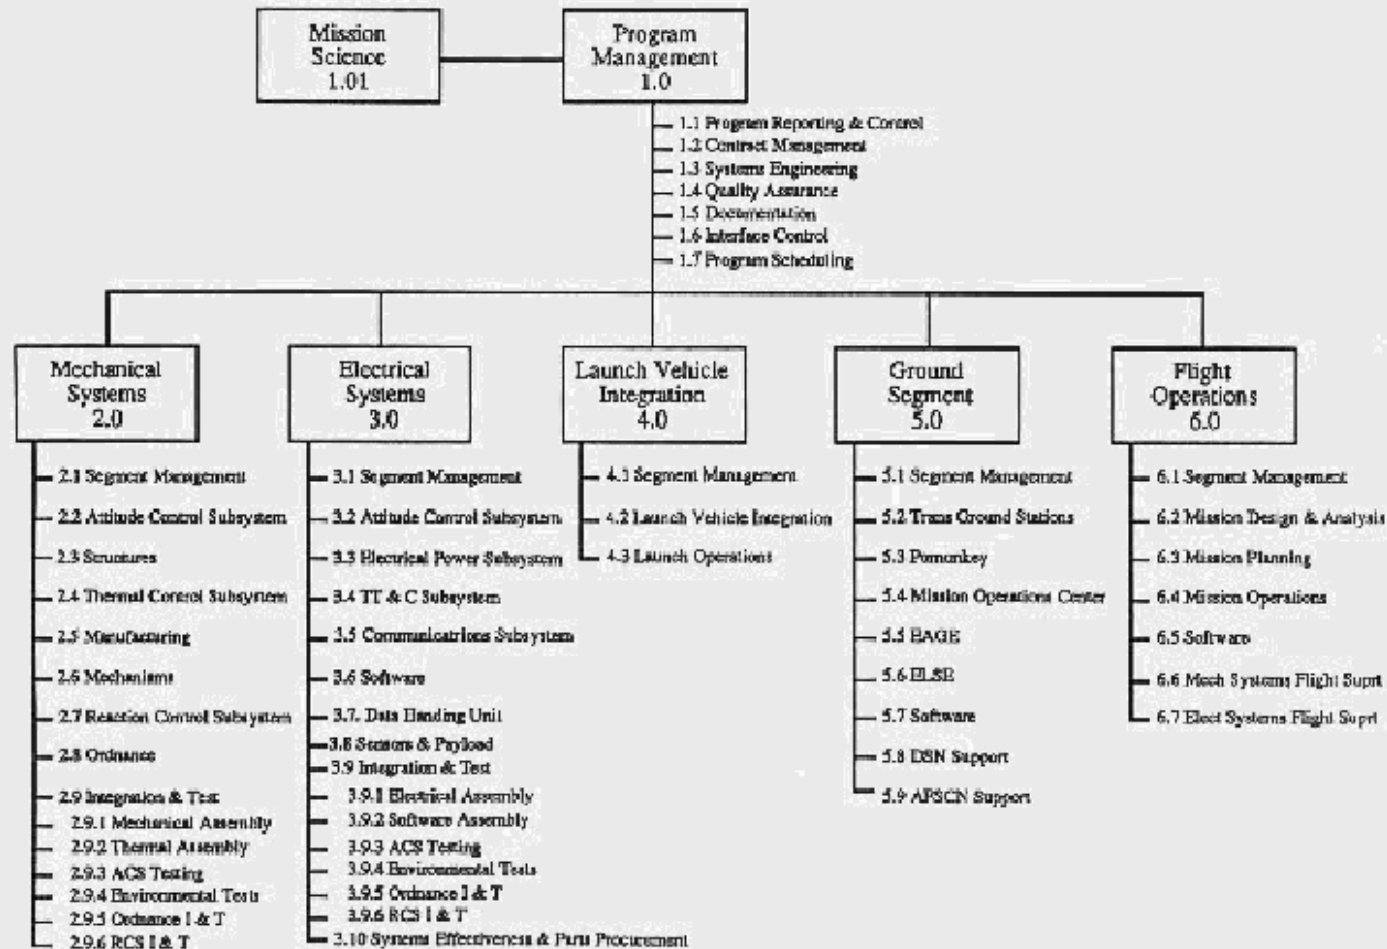 Mission
Science
1.01
Program
Management
1.0
1.1 Program Reporting & Control
1.2 Contract Management
1.3 Systems Engineering
1.4 Quality Assurance
1.5 Documentation
1.6 Interface Control
1.7 Program Scheduling
Mechanical
Systems
2.0
2.1 Segment Management
2.2 Attitude Control Subsystem
2.3 Structures
2.4 Thermal Control Subsystem
2.5 Manufacturing
2.6 Mechanisms
2.7 Reaction Control Subsystem
2.8 Ordnance
2.9 Integration & Test
2.9.1 Mechanical Assembly
2.9.2 Thermal Assembly
2.9.3 ACS Testing
2.9.4 Environmental Tests
2.9.5 Ordnance I & T
2.9.6 RCS I & T
Electrical
Systems
3.0
3.1 Segment Management
3.2 Attitude Control Subsystem
3.3 Electrical Power Subsystem
3.4 TT & C Subsystem
3.5 Communicatrions Subsystem
3.6 Software
3.7. Data Handing Unit
3.8 Sensors & Payload
3.9 Integration & Test
3.9.1 Electrical Assembly
3.9.2 Software Assembly
3.9.3 ACS Testing
3.9.4 Environmental Tests
3.9.5 Ordnance I & T
3.9.6 RCS I & T
3.10 Systems Effectiveness & Parts Procurement
Launch Vehicle
Integration
4.0
4.1 Segment Management
4.2 Launch Vehicle Integration
4.3 Launch Operations
Ground
Segment
5.0
5.1 Segment Management
5.2 Trans Ground Stations
5.3 Pomonkey
5.4 Mission Operations Center
5.5 EAGE
5.6 ELSE
5.7 Software
5.8 DSN Support
5.9 AFSCN Support
Flight
Operations
6.0
6.1 Segment Management
6.2 Mission Design & Analysis
6.3 Mission Planning
6.4 Mission Operations
6.5 Software
6.6 Mech Systems Flight Suprt
6.7 Elect Systems Flight Suprt